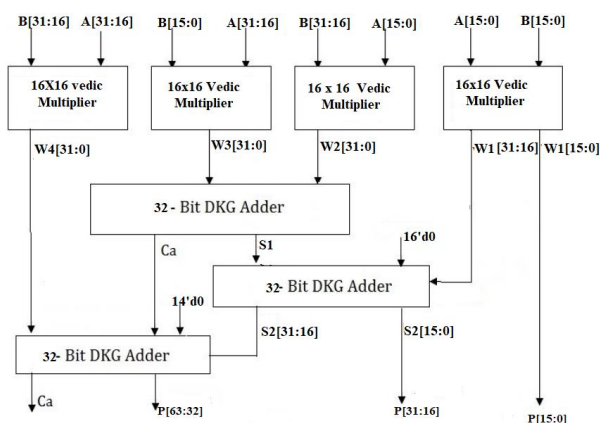 B[31:16] A[31:16] B[15:0] A[31:16] B[31:16] A[15:0] A[15:0] B[15:0]
16X16 vedic
Multiplier
16x16 Vedic
Multiplier
16 x 16 Vedic
Multiplier
16x16 Vedic
Multiplier
W4[31:0] W3[31:0] W2[31:0] W1[31:16] W1[15:0]
32 - Bit DKG Adder
Ca S1 16'd0
32- Bit DKG Adder
14'd0 S2[31:16] S2[15:0]
32- Bit DKG Adder
Ca P[63:32] P[31:16] P[15:0]